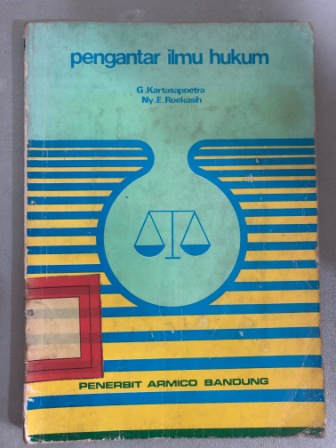 pengantar ilmu hukum
G.Kartasapoetra
Ny.E.Roekasih
PENERBIT ARMICO BANDUNG